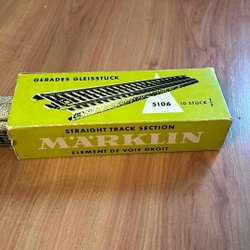 GERADES GLEISSTÜCK
5106
10 STÜCK
STRAIGHT TRACK SECTION
MÄRKLIN
ELEMENT DE VOIE DROIT